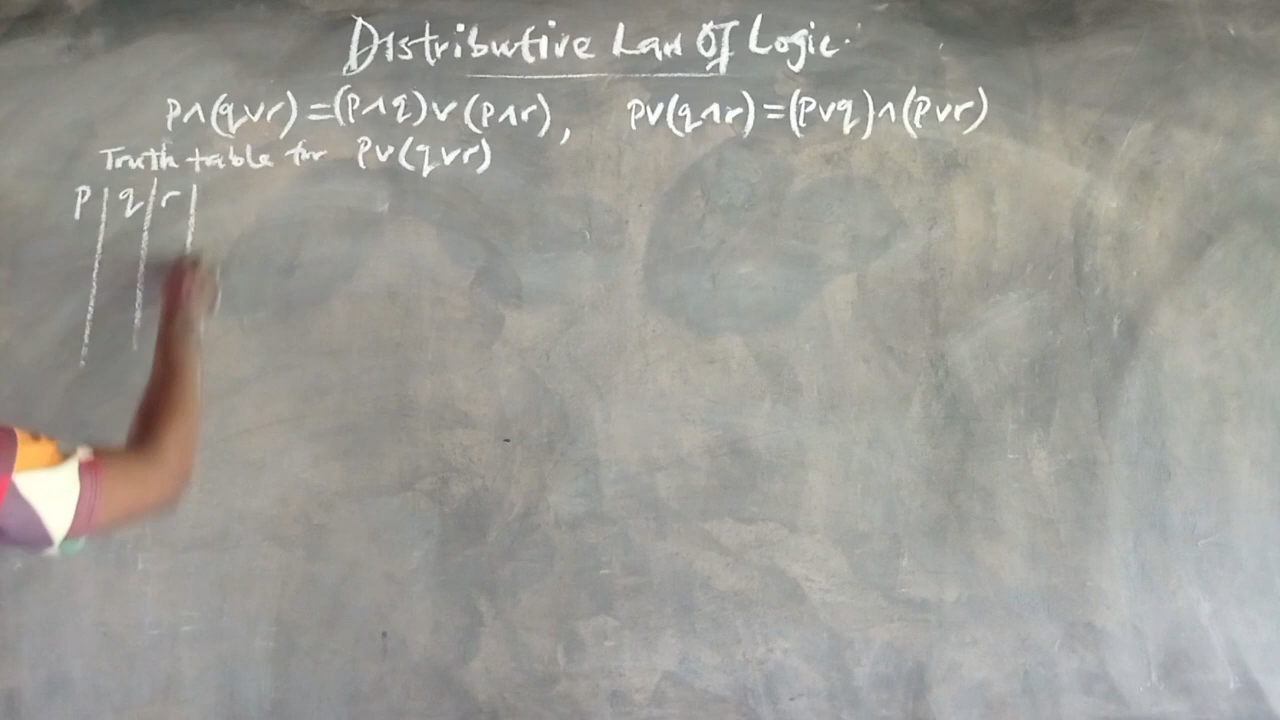 Distributive Law Of Logic.
p∧(q∨r)=(p∧q)∨(p∧r), p∨(q∧r)=(p∨q)∧(p∨r)
Truth table for p∨(q∨r)
p | q | r |